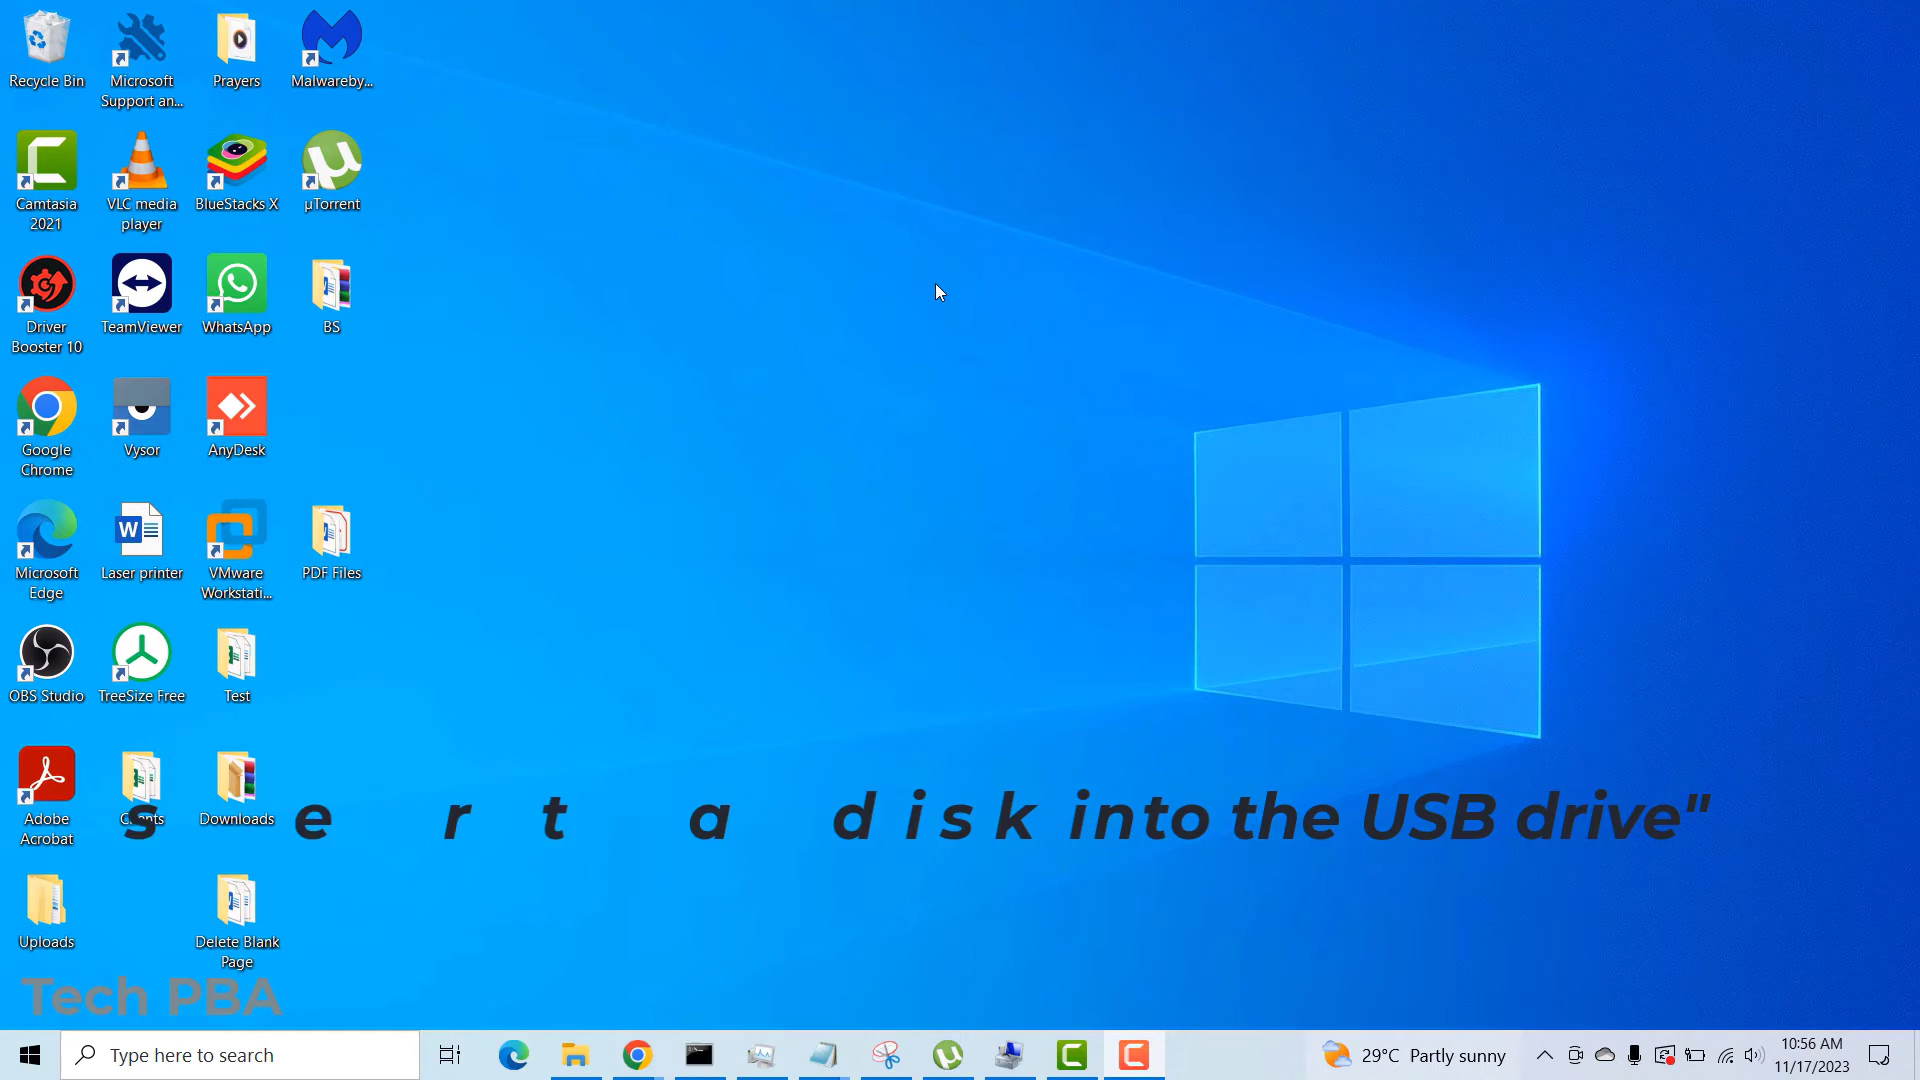 Recycle Bin
Microsoft
Support an...
Prayers
Malwareby...
Camtasia
2021
VLC media
player
BlueStacks X
µTorrent
Driver
Booster 10
TeamViewer
WhatsApp
BS
Google
Chrome
Vysor
AnyDesk
Microsoft
Edge
Laser printer
VMware
Workstati...
PDF Files
OBS Studio
TreeSize Free
Test
Adobe
Acrobat
Downloads
s e r t a d i s k into the USB drive"
Uploads
Delete Blank
Page
Tech PBA
Type here to search
29°C Partly sunny
10:56 AM
11/17/2023